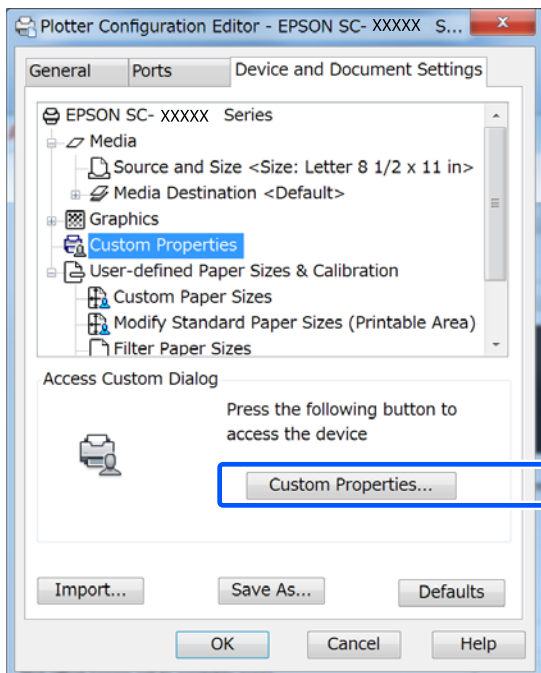 Plotter Configuration Editor - EPSON SC- XXXXX S...
General Ports Device and Document Settings
EPSON SC- XXXXX Series
Media
Source and Size <Size: Letter 8 1/2 x 11 in>
Media Destination <Default>
Graphics
Custom Properties
User-defined Paper Sizes & Calibration
Custom Paper Sizes
Modify Standard Paper Sizes (Printable Area)
Filter Paper Sizes
Access Custom Dialog
Press the following button to
access the device
Custom Properties...
Import... Save As... Defaults
OK Cancel Help